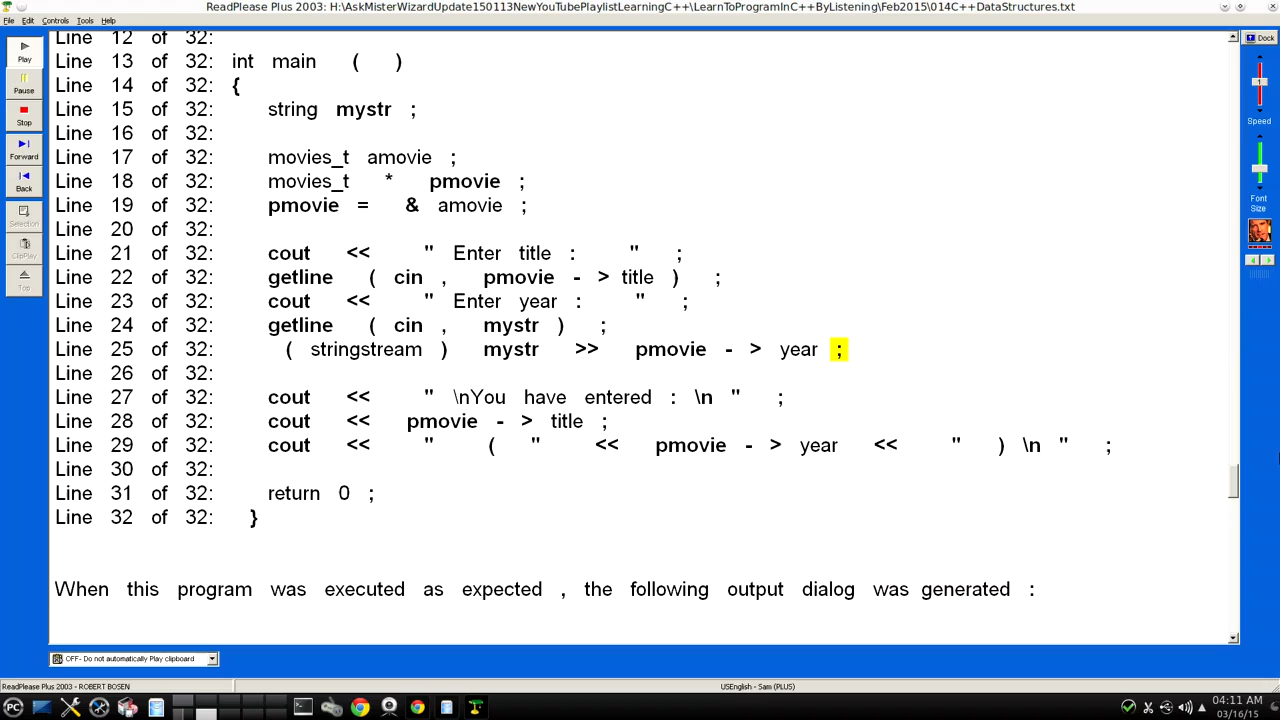 ReadPlease Plus 2003: H:\AskMisterWizardUpdate150113NewYouTubePlaylistLearningC++\LearnToProgramInC++ByListening\Feb2015\014C++DataStructures.txt
File Edit Controls Tools Help
Play
Pause
Stop
Forward
Back
Selection
ClipPlay
Top
Line 12 of 32:
Line 13 of 32: int main ( )
Line 14 of 32: {
Line 15 of 32: string mystr ;
Line 16 of 32:
Line 17 of 32: movies_t amovie ;
Line 18 of 32: movies_t * pmovie ;
Line 19 of 32: pmovie = & amovie ;
Line 20 of 32:
Line 21 of 32: cout << " Enter title : " ;
Line 22 of 32: getline ( cin , pmovie - > title ) ;
Line 23 of 32: cout << " Enter year : " ;
Line 24 of 32: getline ( cin , mystr ) ;
Line 25 of 32: ( stringstream ) mystr >> pmovie - > year ;
Line 26 of 32:
Line 27 of 32: cout << " \nYou have entered : \n " ;
Line 28 of 32: cout << pmovie - > title ;
Line 29 of 32: cout << " ( " << pmovie - > year << " ) \n " ;
Line 30 of 32:
Line 31 of 32: return 0 ;
Line 32 of 32: }
When this program was executed as expected , the following output dialog was generated :
Dock
Speed
Font
Size
OFF- Do not automatically Play clipboard
ReadPlease Plus 2003 - ROBERT BOSEN
USEnglish - Sam (PLUS)
PC
04:11 AM
03/16/15